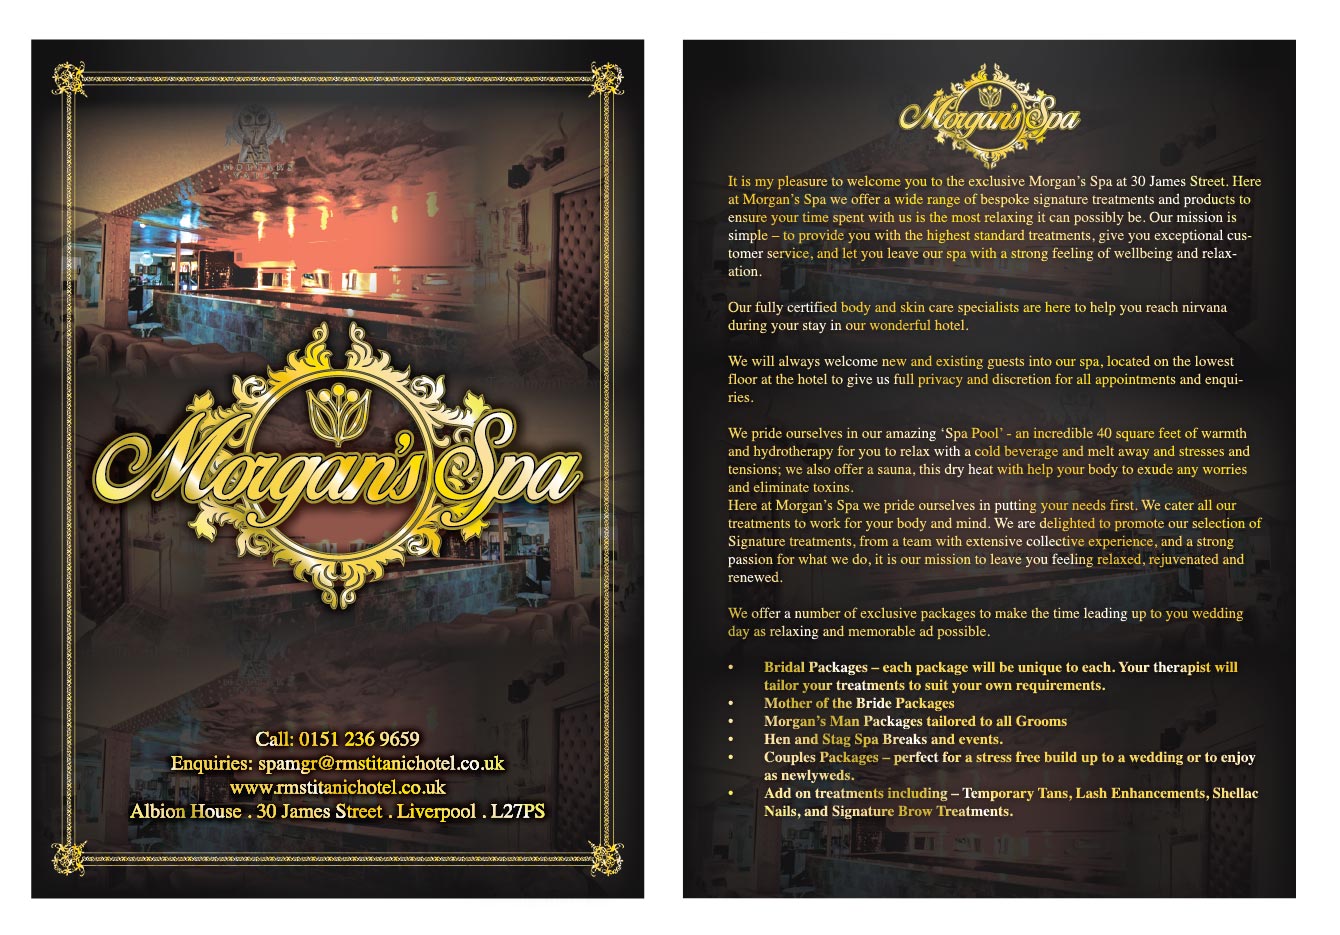 Morgan's Spa
Call: 0151 236 9659
Enquiries: spamgr@rmstitanichotel.co.uk
www.rmstitanichotel.co.uk
Albion House . 30 James Street . Liverpool . L27PS
Morgan's Spa
It is my pleasure to welcome you to the exclusive Morgan’s Spa at 30 James Street. Here
at Morgan’s Spa we offer a wide range of bespoke signature treatments and products to
ensure your time spent with us is the most relaxing it can possibly be. Our mission is
simple – to provide you with the highest standard treatments, give you exceptional cus-
tomer service, and let you leave our spa with a strong feeling of wellbeing and relax-
ation.
Our fully certified body and skin care specialists are here to help you reach nirvana
during your stay in our wonderful hotel.
We will always welcome new and existing guests into our spa, located on the lowest
floor at the hotel to give us full privacy and discretion for all appointments and enqui-
ries.
We pride ourselves in our amazing ‘Spa Pool’ - an incredible 40 square feet of warmth
and hydrotherapy for you to relax with a cold beverage and melt away and stresses and
tensions; we also offer a sauna, this dry heat with help your body to exude any worries
and eliminate toxins.
Here at Morgan’s Spa we pride ourselves in putting your needs first. We cater all our
treatments to work for your body and mind. We are delighted to promote our selection of
Signature treatments, from a team with extensive collective experience, and a strong
passion for what we do, it is our mission to leave you feeling relaxed, rejuvenated and
renewed.
We offer a number of exclusive packages to make the time leading up to you wedding
day as relaxing and memorable ad possible.
• Bridal Packages – each package will be unique to each. Your therapist will
tailor your treatments to suit your own requirements.
• Mother of the Bride Packages
• Morgan’s Man Packages tailored to all Grooms
• Hen and Stag Spa Breaks and events.
• Couples Packages – perfect for a stress free build up to a wedding or to enjoy
as newlyweds.
• Add on treatments including – Temporary Tans, Lash Enhancements, Shellac
Nails, and Signature Brow Treatments.